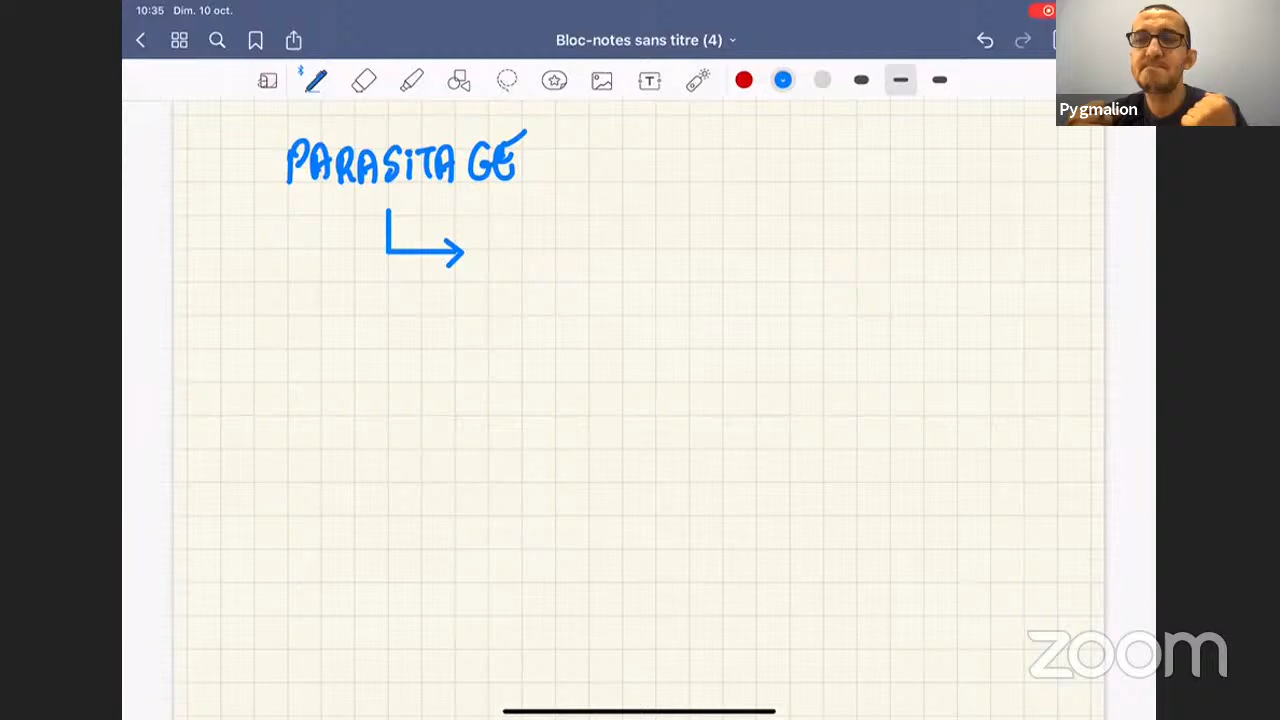 10:35 Dim. 10 oct.
Bloc-notes sans titre (4)
Pygmalion
PARASITAGE
zoom